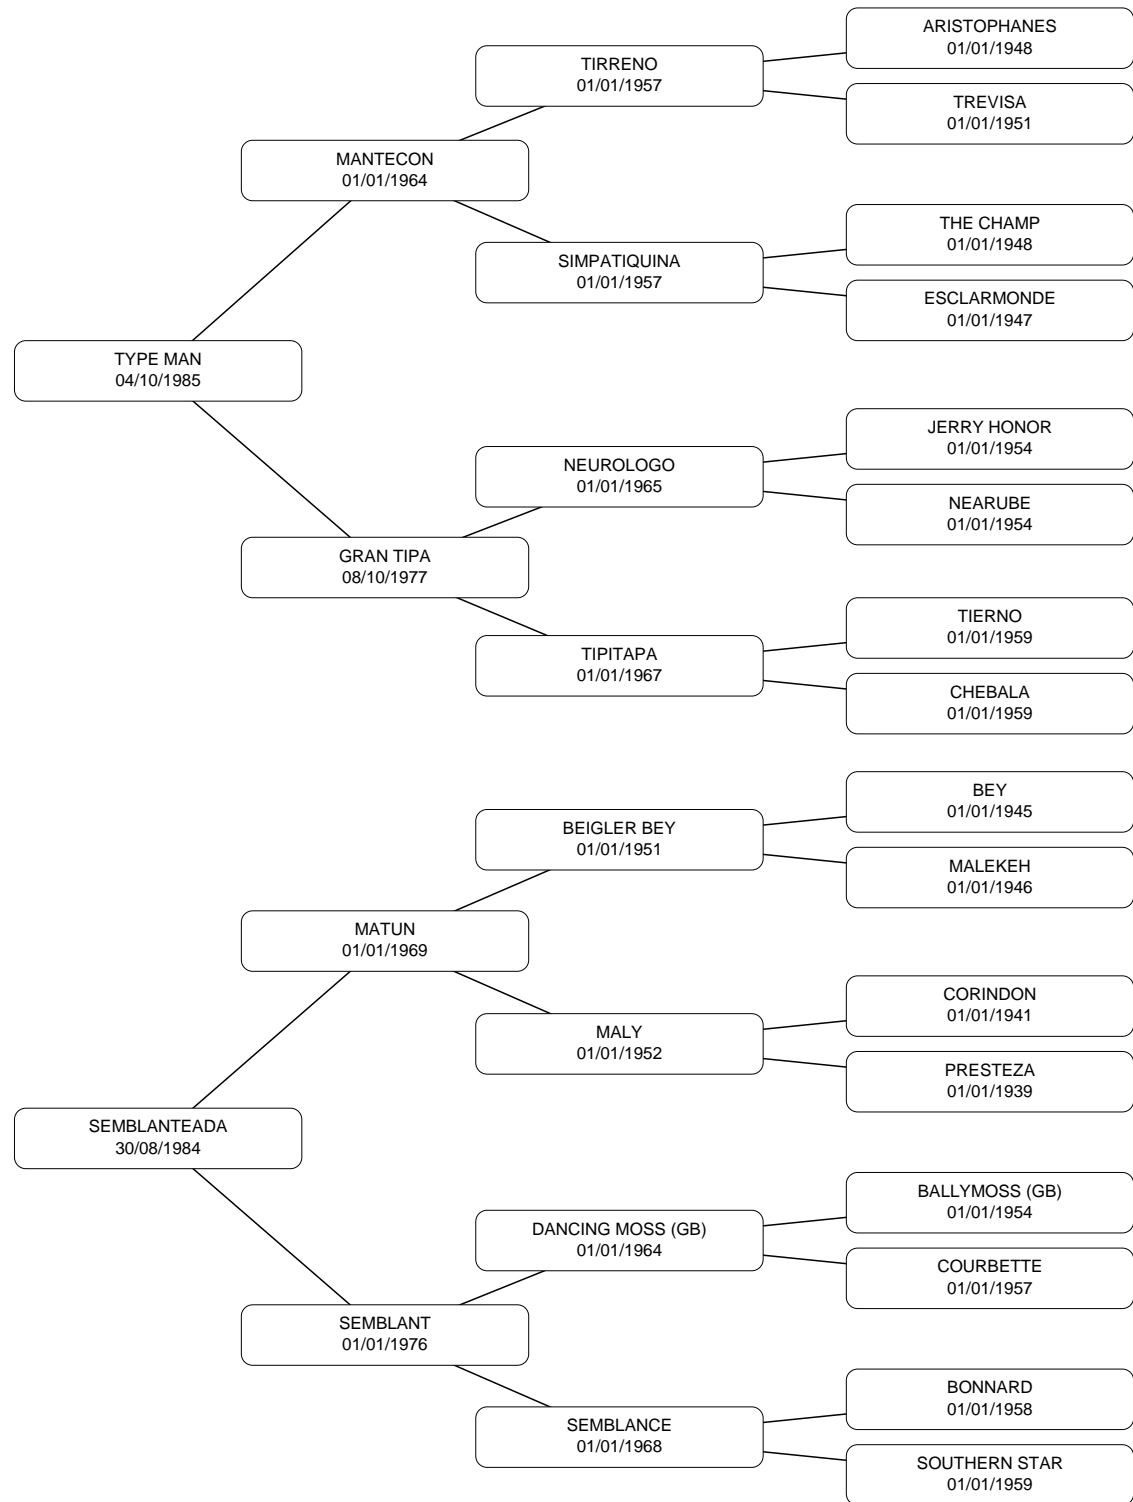 ARISTOPHANES
01/01/1948
TIRRENO
01/01/1957
TREVISA
01/01/1951
MANTECON
01/01/1964
THE CHAMP
01/01/1948
SIMPATIQUINA
01/01/1957
ESCLARMONDE
01/01/1947
TYPE MAN
04/10/1985
JERRY HONOR
01/01/1954
NEUROLOGO
01/01/1965
NEARUBE
01/01/1954
GRAN TIPA
08/10/1977
TIERNO
01/01/1959
TIPITAPA
01/01/1967
CHEBALA
01/01/1959
BEY
01/01/1945
BEIGLER BEY
01/01/1951
MALEKEH
01/01/1946
MATUN
01/01/1969
CORINDON
01/01/1941
MALY
01/01/1952
PRESTEZA
01/01/1939
SEMBLANTEADA
30/08/1984
BALLYMOSS (GB)
01/01/1954
DANCING MOSS (GB)
01/01/1964
COURBETTE
01/01/1957
SEMBLANT
01/01/1976
BONNARD
01/01/1958
SEMBLANCE
01/01/1968
SOUTHERN STAR
01/01/1959